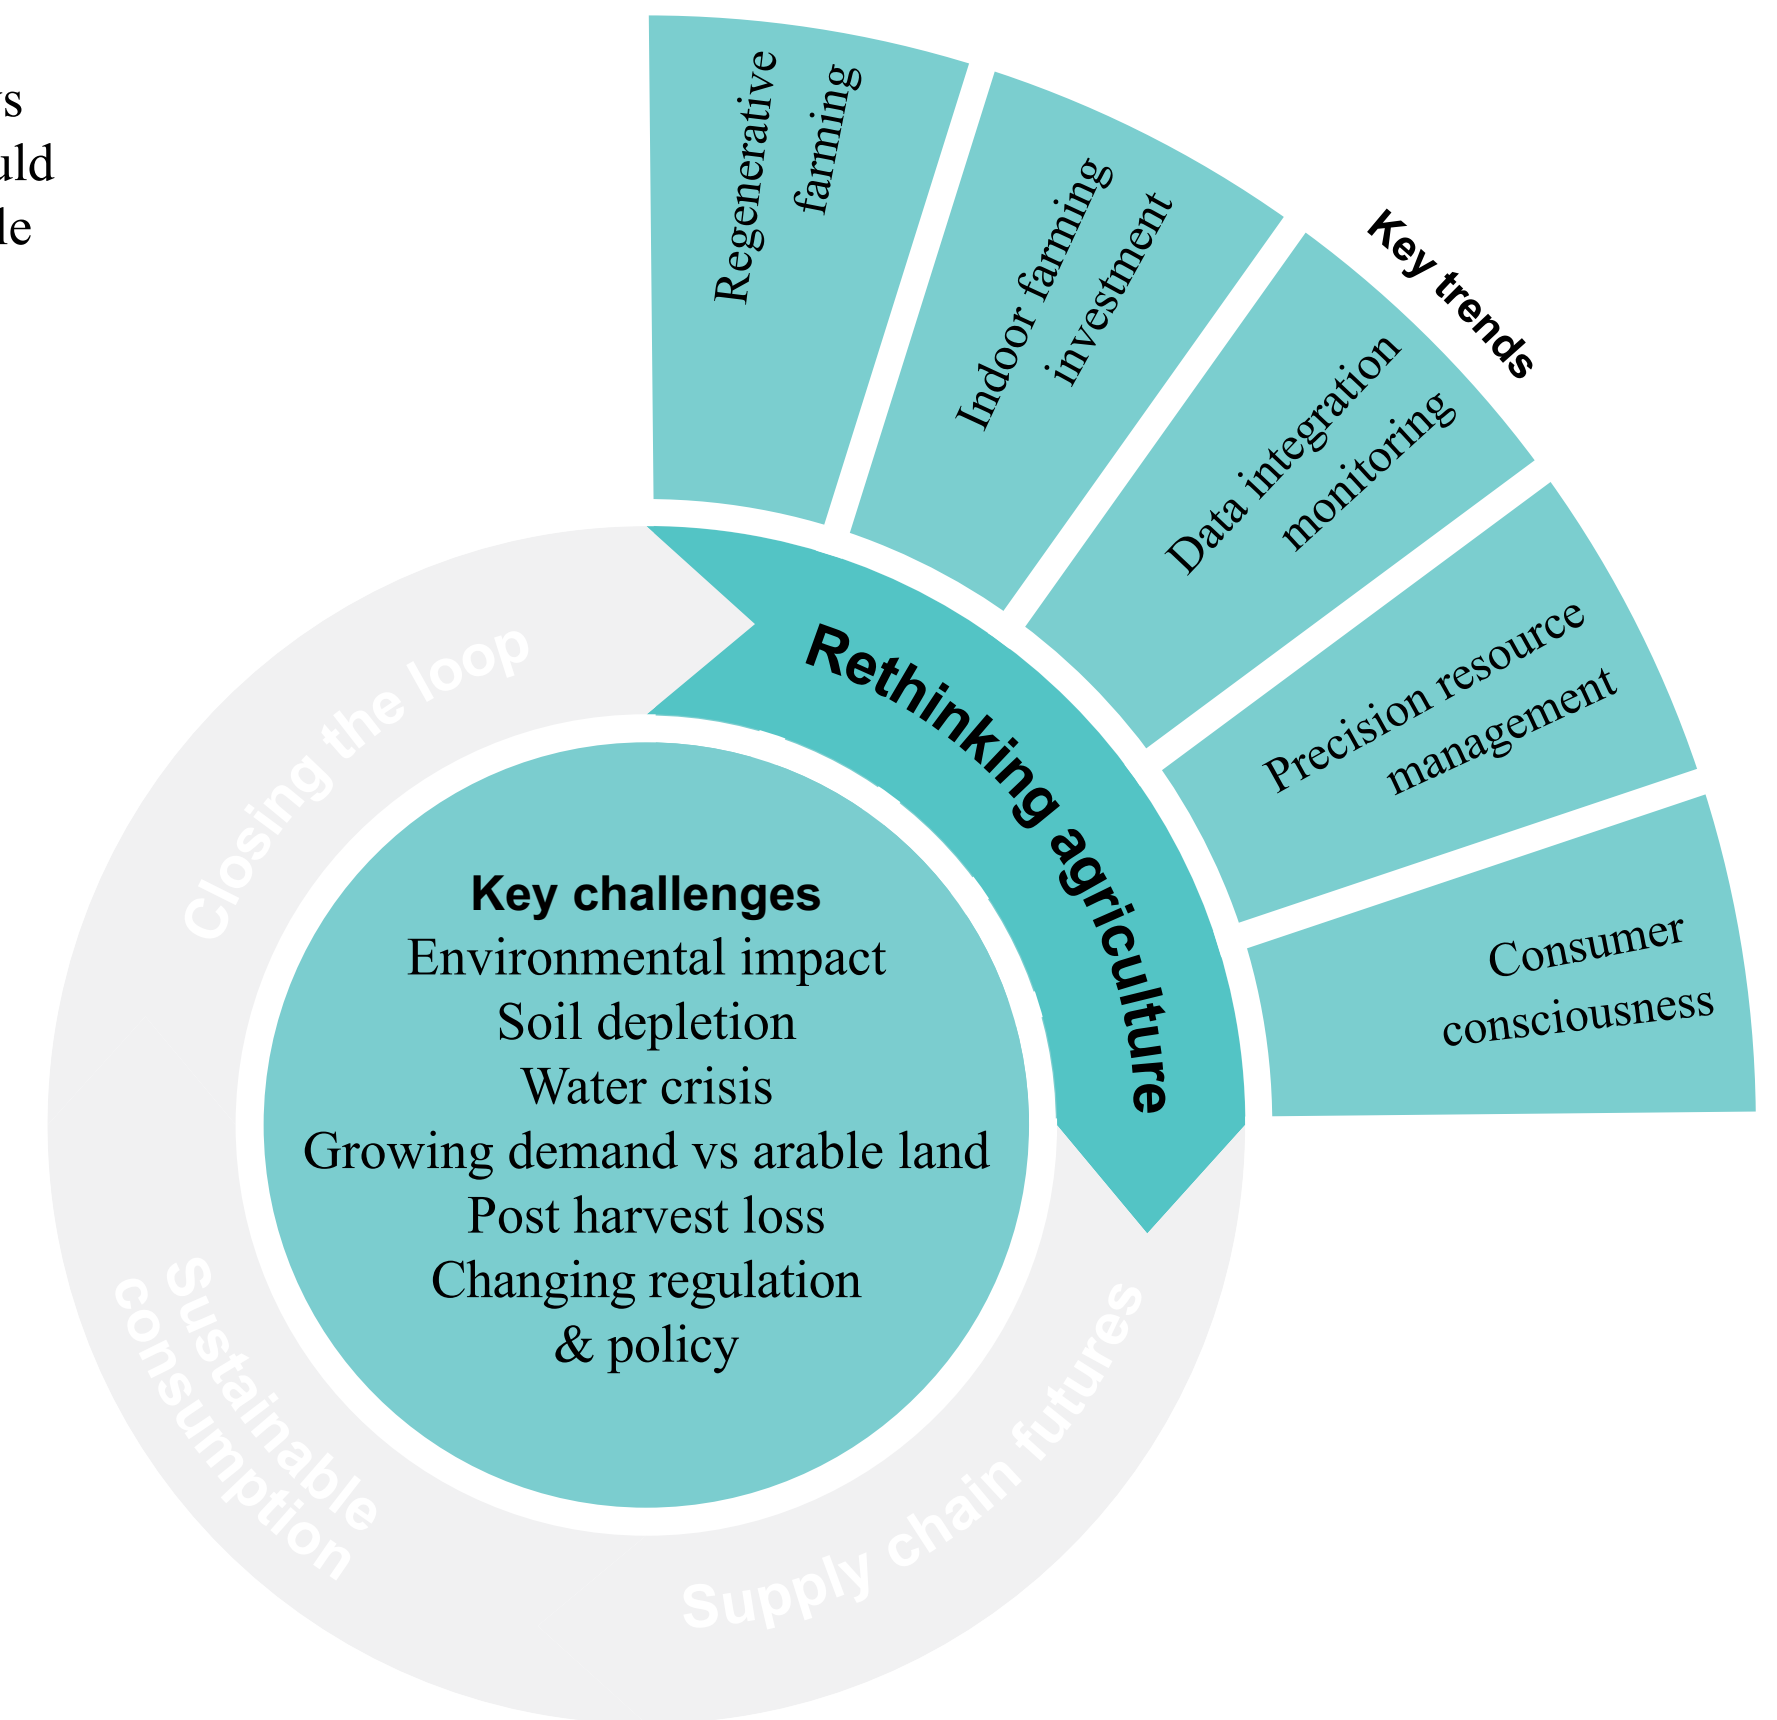 Regenerative
farming
Indoor farming
investment
Key trends
Data integration
monitoring
Precision resource
management
Consumer
consciousness
Rethinking agriculture
Closing the loop
Key challenges
Environmental impact
Soil depletion
Water crisis
Growing demand vs arable land
Post harvest loss
Changing regulation
& policy
Sustainable
consumption
Supply chain futures